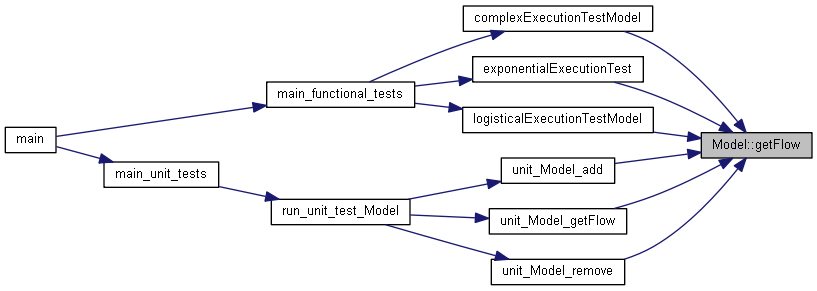 main
main_functional_tests
main_unit_tests
run_unit_test_Model
complexExecutionTestModel
exponentialExecutionTest
logisticalExecutionTestModel
unit_Model_add
unit_Model_getFlow
unit_Model_remove
Model::getFlow